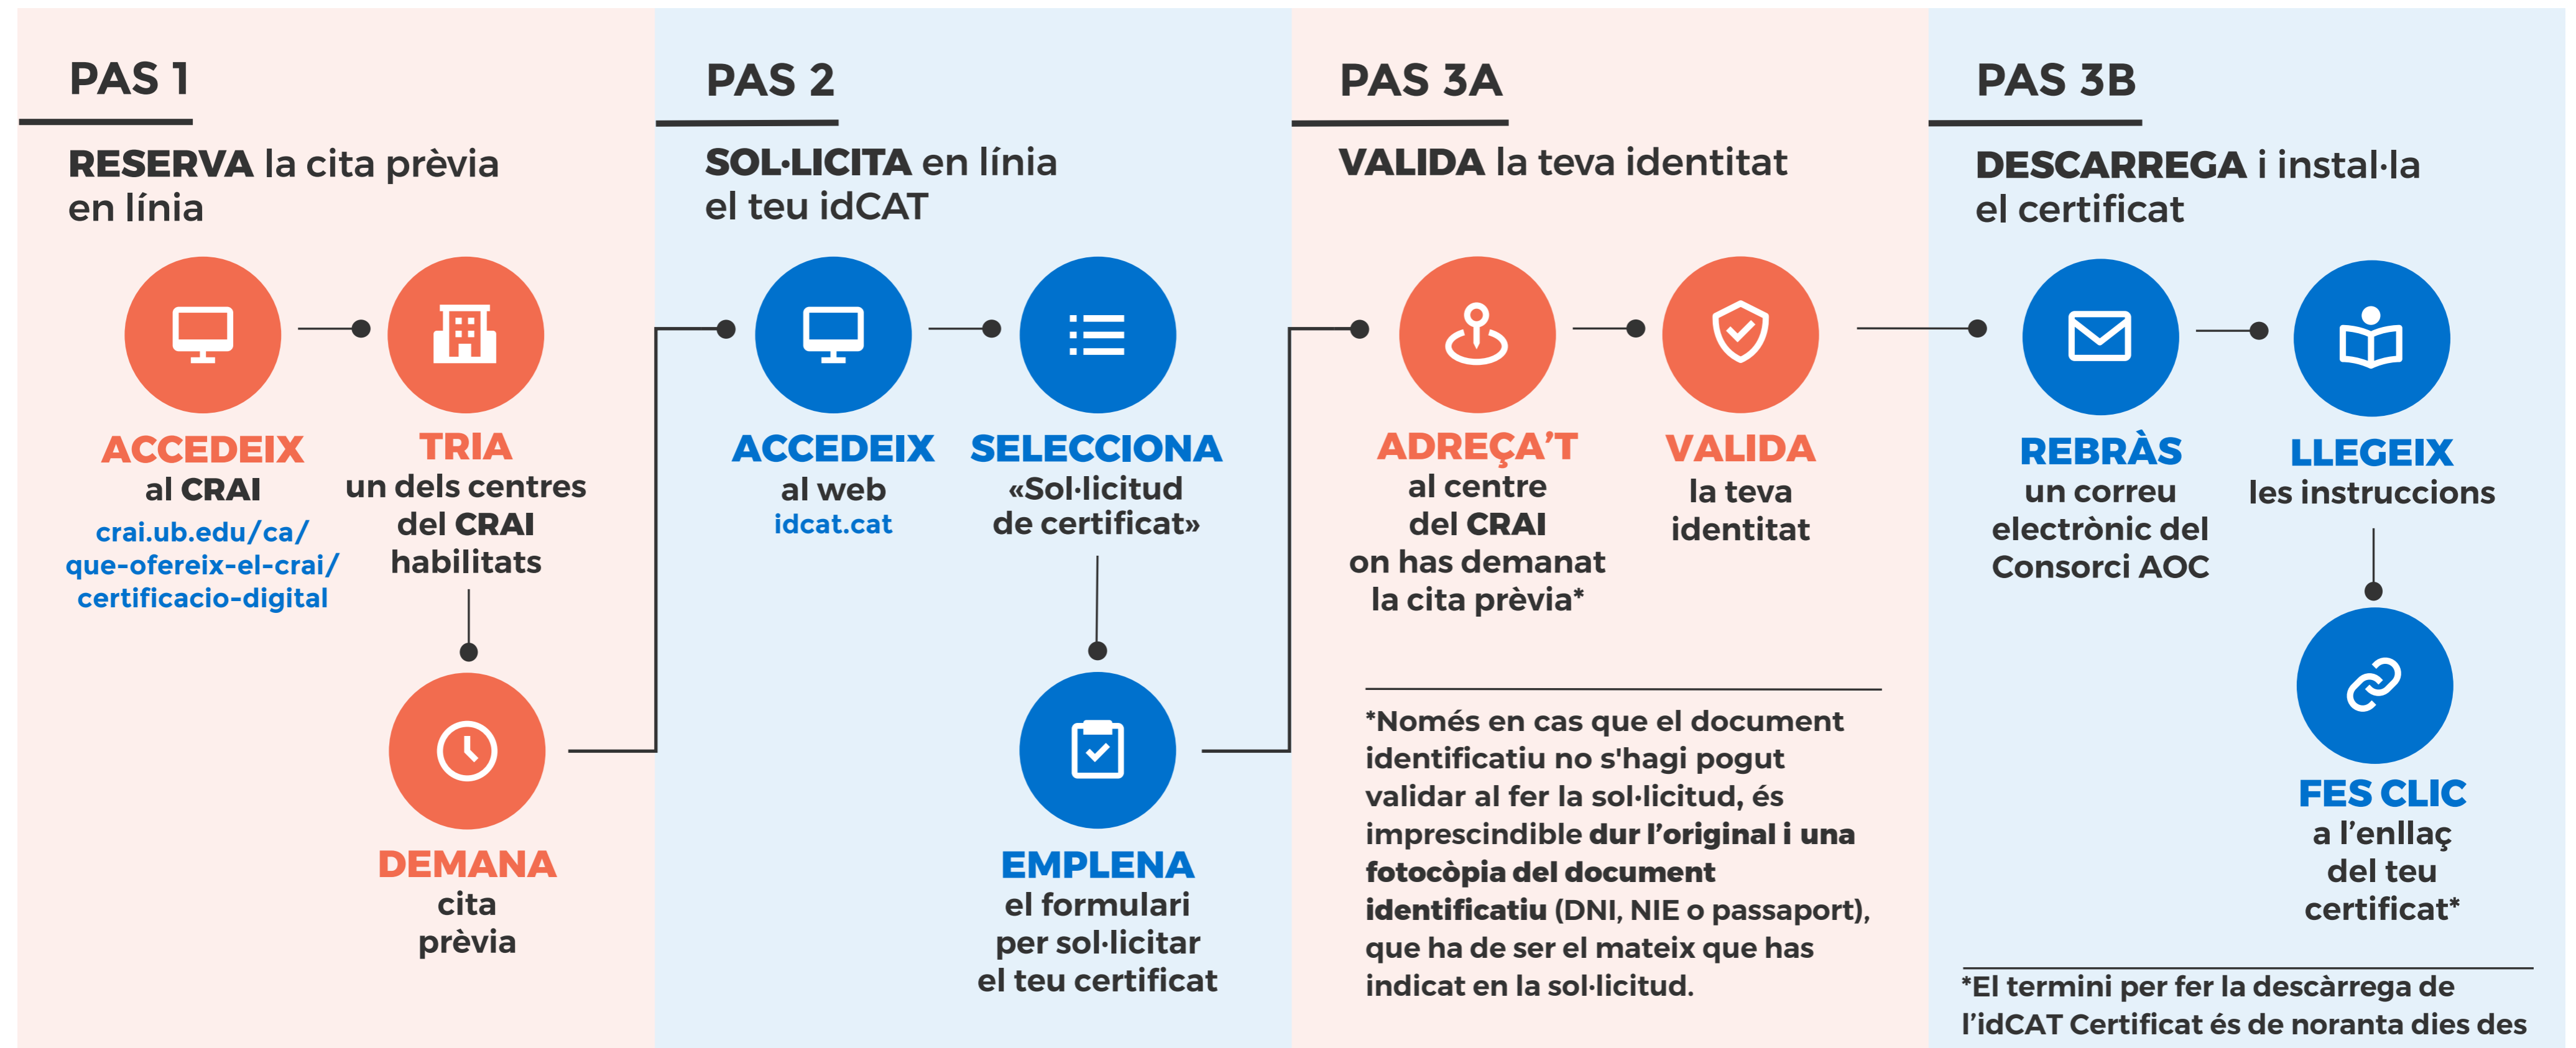 PAS 1
RESERVA la cita prèvia
en línia
ACCEDEIX
al CRAI
crai.ub.edu/ca/
que-ofereix-el-crai/
certificacio-digital
TRIA
un dels centres
del CRAI
habilitats
DEMANA
cita
prèvia
PAS 2
SOL·LICITA en línia
el teu idCAT
ACCEDEIX
al web
idcat.cat
SELECCIONA
«Sol·licitud
de certificat»
EMPLENA
el formulari
per sol·licitar
el teu certificat
PAS 3A
VALIDA la teva identitat
ADREÇA’T
al centre
del CRAI
on has demanat
la cita prèvia*
VALIDA
la teva
identitat
*Només en cas que el document
identificatiu no s'hagi pogut
validar al fer la sol·licitud, és
imprescindible dur l’original i una
fotocòpia del document
identificatiu (DNI, NIE o passaport),
que ha de ser el mateix que has
indicat en la sol·licitud.
PAS 3B
DESCARREGA i instal·la
el certificat
REBRÀS
un correu
electrònic del
Consorci AOC
LLEGEIX
les instruccions
FES CLIC
a l’enllaç
del teu
certificat*
*El termini per fer la descàrrega de
l’idCAT Certificat és de noranta dies des